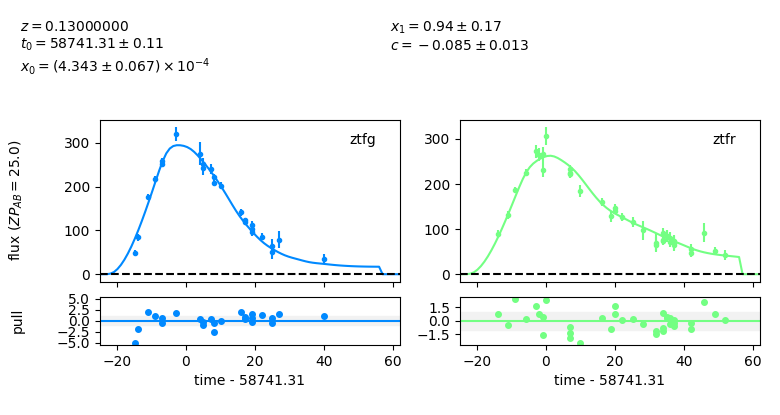 z = 0.13000000
t₀ = 58741.31 ± 0.11
x₀ = (4.343 ± 0.067) × 10⁻⁴
x₁ = 0.94 ± 0.17
c = −0.085 ± 0.013
flux (ZP_AB = 25.0)
300
200
100
0
ztfg
300
200
100
0
ztfr
pull
5.0
2.5
0.0
−2.5
−5.0
−20
0
20
40
60
time - 58741.31
1.5
0.0
−1.5
−20
0
20
40
60
time - 58741.31